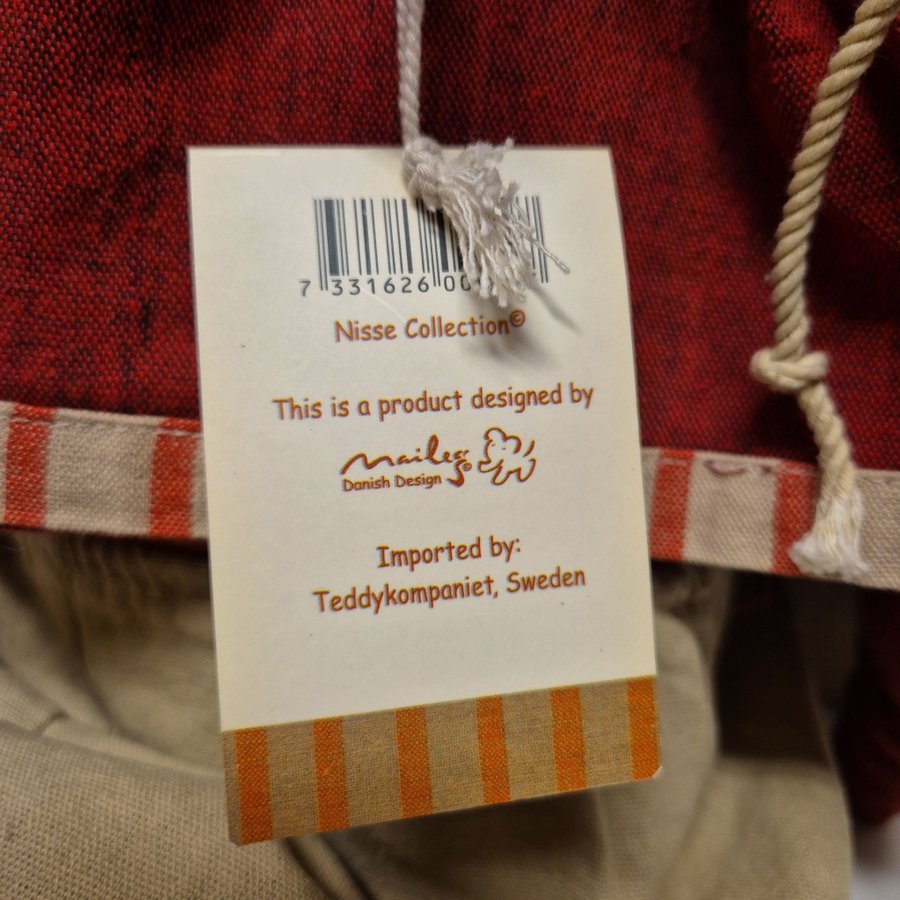 7 331626 00
Nisse Collection©
This is a product designed by
Maileg®
Danish Design
Imported by:
Teddykompaniet, Sweden